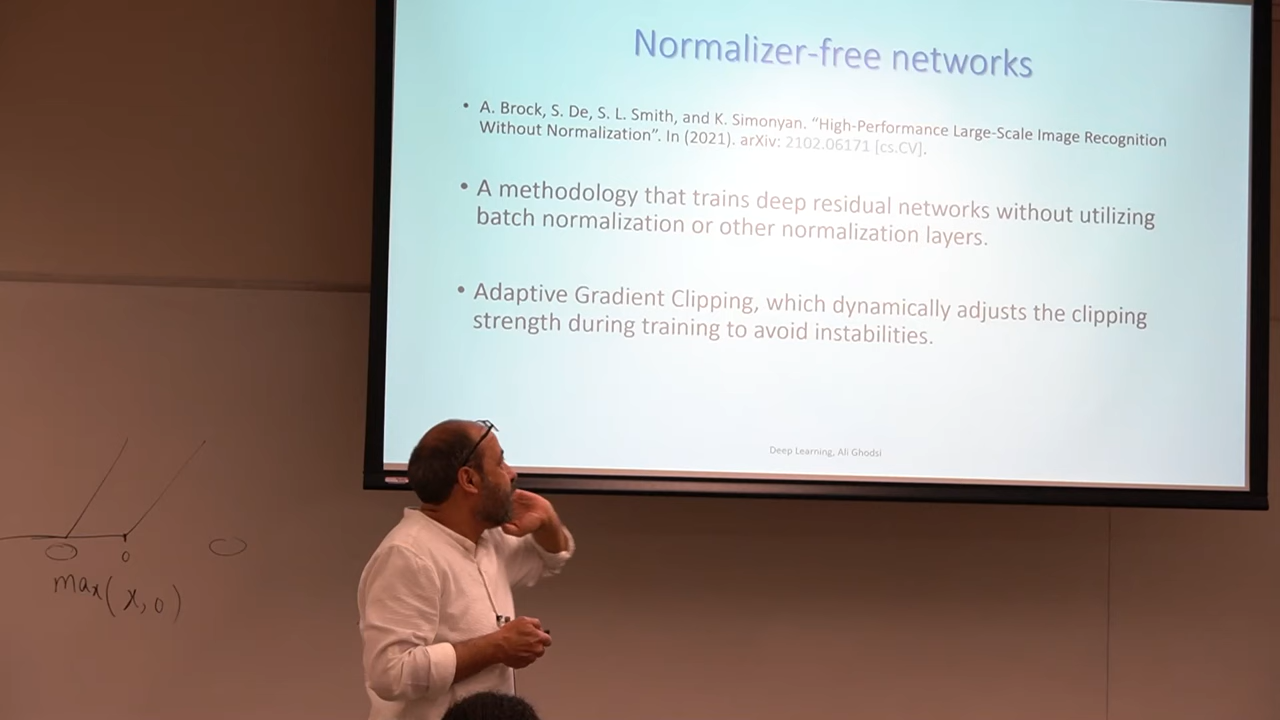 Normalizer-free networks
• A. Brock, S. De, S. L. Smith, and K. Simonyan. “High-Performance Large-Scale Image Recognition
Without Normalization”. In (2021). arXiv: 2102.06171 [cs.CV].
• A methodology that trains deep residual networks without utilizing
batch normalization or other normalization layers.
• Adaptive Gradient Clipping, which dynamically adjusts the clipping
strength during training to avoid instabilities.
Deep Learning, Ali Ghodsi
0
max(x,0)